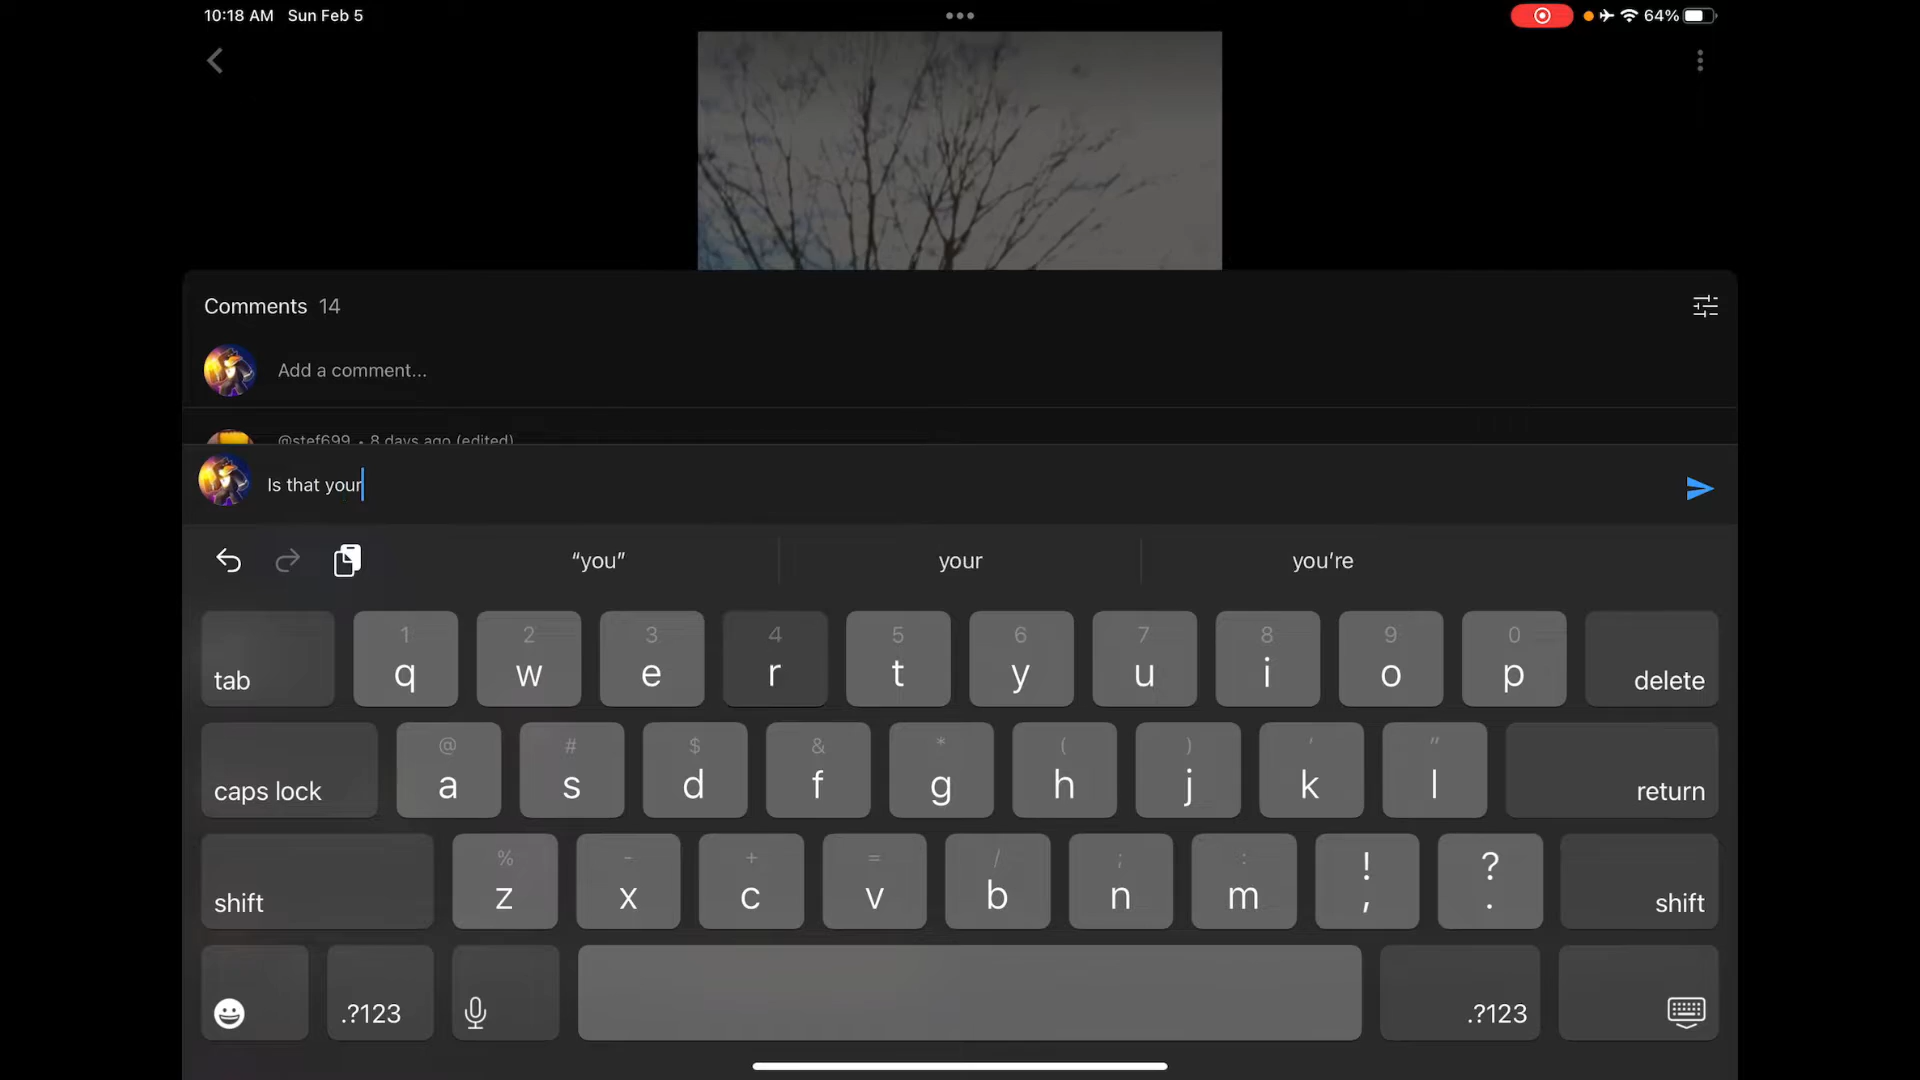 10:18 AM Sun Feb 5
64%
Comments 14
Add a comment...
@stef699 • 8 days ago (edited)
Is that your
“you” your you're
1 2 3 4 5 6 7 8 9 0
tab q w e r t y u i o p delete
@ # $ & * ( ) ' "
caps lock a s d f g h j k l return
% - + = / ; : ! ?
shift z x c v b n m , . shift
.?123 .?123